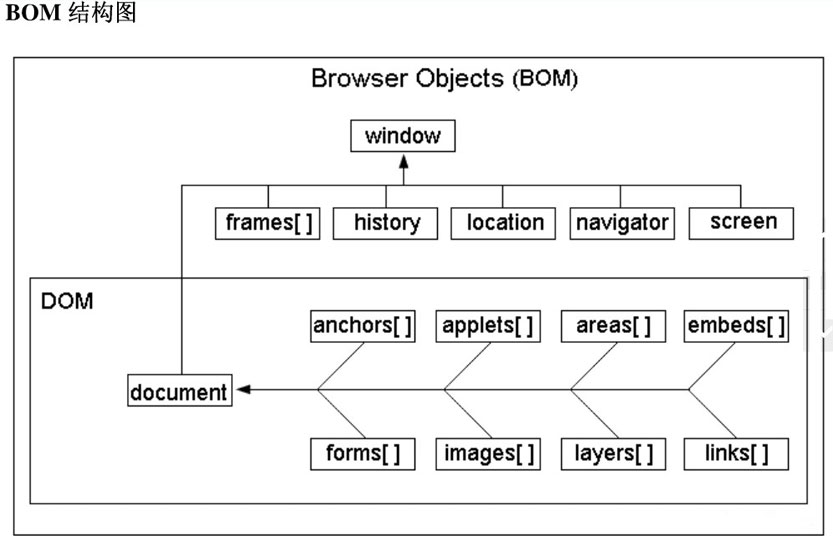 BOM 结构图
Browser Objects (BOM)
window
frames[ ] history location navigator screen
DOM
anchors[ ] applets[ ] areas[ ] embeds[ ]
document
forms[ ] images[ ] layers[ ] links[ ]